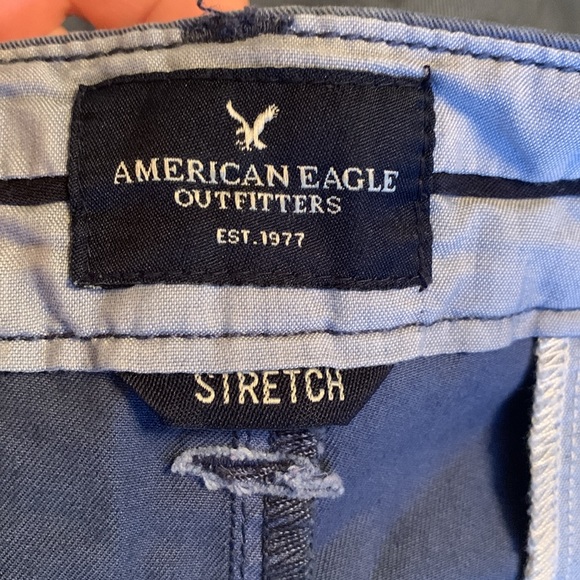 AMERICAN EAGLE
OUTFITTERS
EST. 1977
STRETCH